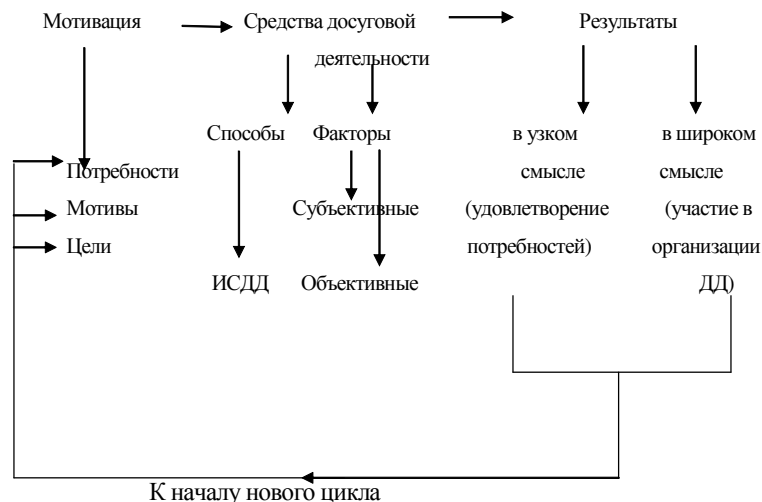 Мотивация Средства досуговой Результаты
деятельности
Способы Факторы в узком в широком
Потребности смысле смысле
Мотивы Субъективные (удовлетворение (участие в
Цели потребностей) организации
ИСДД Объективные ДД)
К началу нового цикла